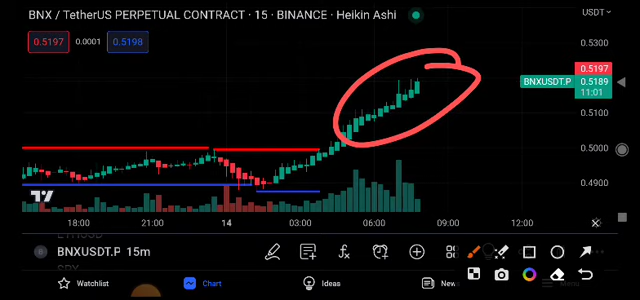 BNX / TetherUS PERPETUAL CONTRACT · 15 · BINANCE · Heikin Ashi
USDT
0.5197 0.0001 0.5198
0.5300
0.5197
BNXUSDT.P 0.5189
11:01
0.5100
0.5000
0.4900
18:00 21:00 14 03:00 06:00 09:00 12:00
BNXUSDT.P 15m
Watchlist Chart Ideas New Menu